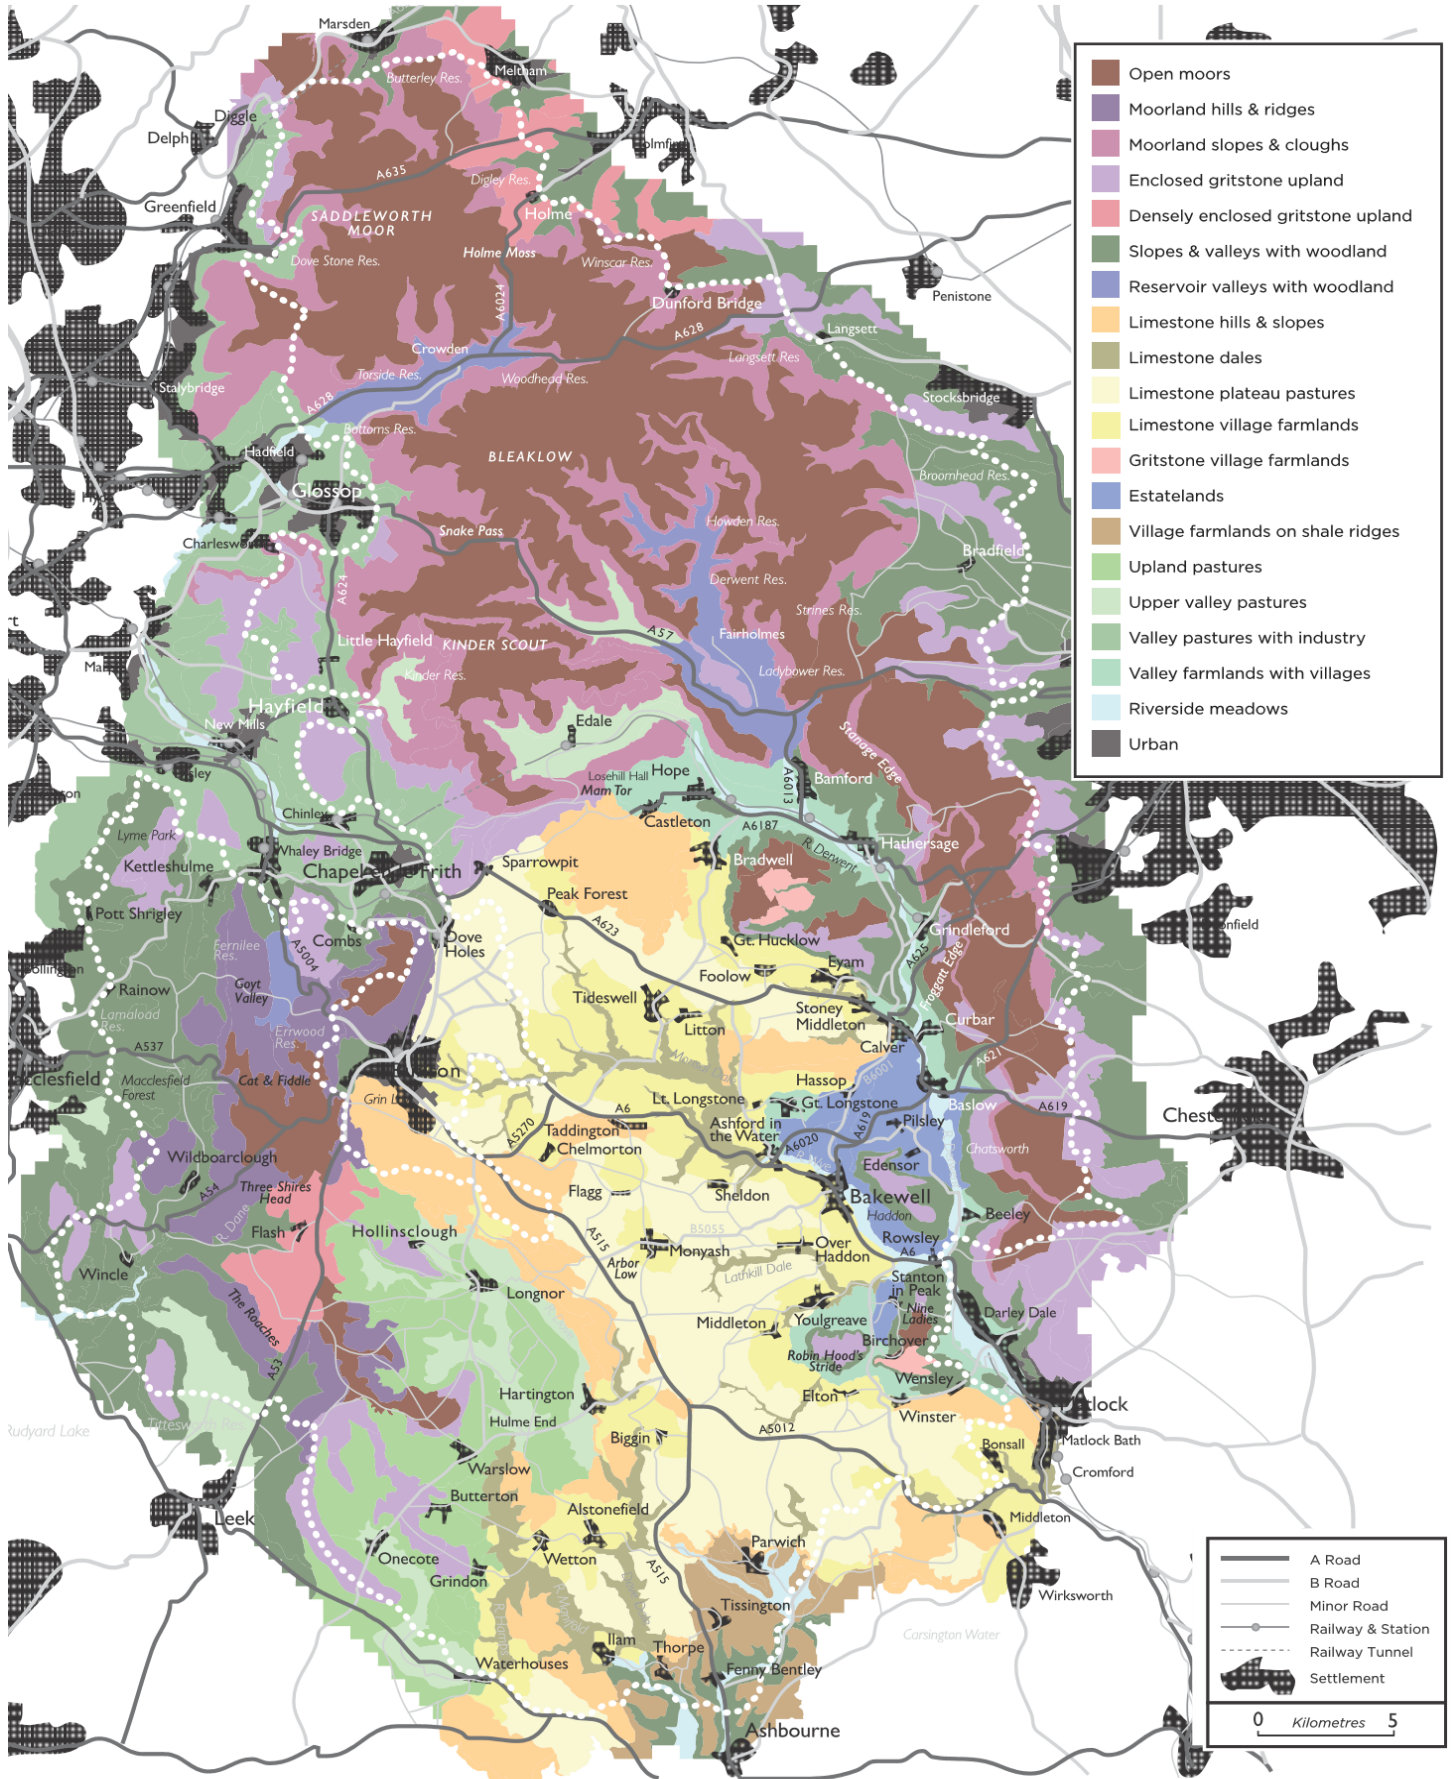 Marsden
Butterley Res.
Meltham
Diggle
Delph
A635
Digley Res.
Greenfield
SADDLEWORTH
MOOR
Holme
Holme Moss
Dove Stone Res.
Winscar Res.
A6024
Dunford Bridge
Penistone
A628
Langsett
Crowden
Langsett Res
Torside Res.
Woodhead Res.
Stalybridge
A628
Stocksbridge
Bottoms Res.
Hadfield
BLEAKLOW
Broomhead Res.
Glossop
Howden Res.
Snake Pass
Charlesworth
Bradfield
A624
Derwent Res.
Strines Res.
A57
Fairholmes
Little Hayfield
KINDER SCOUT
Kinder Res.
Ladybower Res.
Hayfield
New Mills
Edale
Stanage Edge
Losehill Hall
Hope
Bamford
Mam Tor
A6013
Castleton
A6187
Chinley
Lyme Park
R. Derwent
Hathersage
Whaley Bridge
Kettleshulme
Sparrowpit
Bradwell
Chapel-en-le-Frith
Peak Forest
Pott Shrigley
A623
Combs
Dove
Holes
Gt. Hucklow
Grindleford
A625
Fernilee
Res.
A5004
Foolow
Eyam
Froggatt Edge
Rainow
Goyt
Valley
Tideswell
Litton
Stoney
Middleton
Curbar
Lamaload
Res.
Errwood
Res.
Calver
A537
A621
Cat & Fiddle
Macclesfield
Forest
Hassop
B6001
Gt. Longstone
Lt. Longstone
A6
Baslow
A619
A5270
Taddington
Ashford in
the Water
A6020
A619
Pilsley
Chelmorton
Chatsworth
Wildboarclough
Edensor
A54
Three Shires
Head
Flagg
Sheldon
Bakewell
Haddon
R. Dane
Flash
Hollinsclough
A515
B5055
Beeley
Rowsley
A6
Wincle
Monyash
Over
Haddon
Arbor
Low
Lathkill Dale
The Roaches
Longnor
Stanton
in Peak
Nine
Ladies
Darley Dale
Youlgreave
Middleton
Birchover
Robin Hood's
Stride
A53
Wensley
Hartington
Elton
Winster
Rudyard Lake
Tittesworth Res.
Hulme End
Biggin
A5012
Matlock Bath
Bonsall
Cromford
Warslow
Butterton
Alstonefield
Leek
Middleton
Onecote
Wetton
Parwich
Grindon
A515
Wirksworth
R. Manifold
Tissington
Carsington Water
Ilam
Thorpe
Waterhouses
Fenny Bentley
Ashbourne
Open moors
Moorland hills & ridges
Moorland slopes & cloughs
Enclosed gritstone upland
Densely enclosed gritstone upland
Slopes & valleys with woodland
Reservoir valleys with woodland
Limestone hills & slopes
Limestone dales
Limestone plateau pastures
Limestone village farmlands
Gritstone village farmlands
Estatelands
Village farmlands on shale ridges
Upland pastures
Upper valley pastures
Valley pastures with industry
Valley farmlands with villages
Riverside meadows
Urban
A Road
B Road
Minor Road
Railway & Station
Railway Tunnel
Settlement
0 Kilometres 5